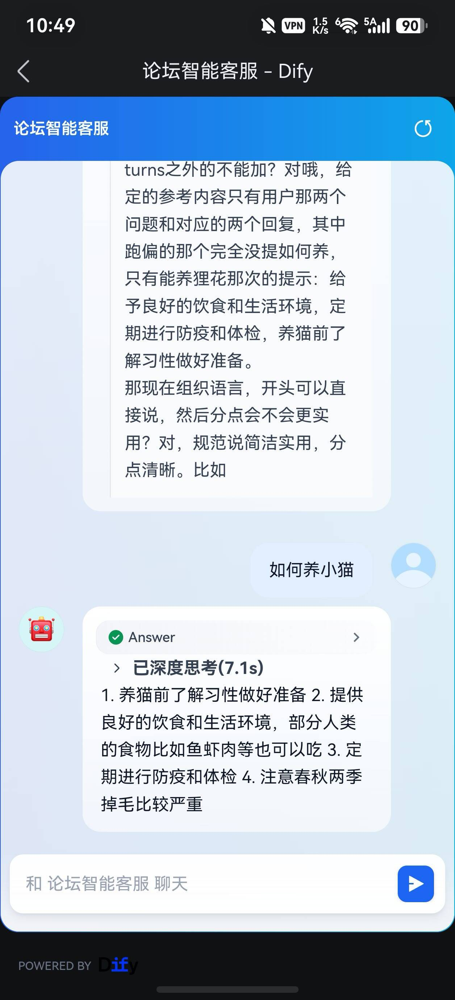 10:49
VPN
1.5
K/s
6
5A
90
论坛智能客服 - Dify
论坛智能客服
turns之外的不能加？对哦，给
定的参考内容只有用户那两个
问题和对应的两个回复，其中
跑偏的那个完全没提如何养，
只有能养狸花那次的提示：给
予良好的饮食和生活环境，定
期进行防疫和体检，养猫前了
解习性做好准备。
那现在组织语言，开头可以直
接说，然后分点会不会更实
用？对，规范说简洁实用，分
点清晰。比如
如何养小猫
Answer
已深度思考(7.1s)
1. 养猫前了解习性做好准备 2. 提供
良好的饮食和生活环境，部分人类
的食物比如鱼虾肉等也可以吃 3. 定
期进行防疫和体检 4. 注意春秋两季
掉毛比较严重
和 论坛智能客服 聊天
POWERED BY Dify